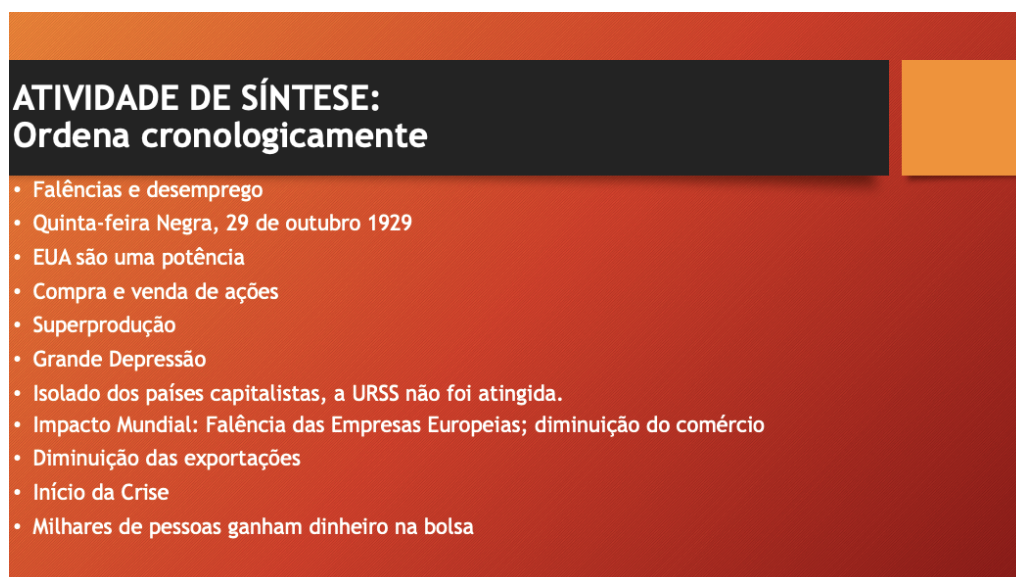 ATIVIDADE DE SÍNTESE:
Ordena cronologicamente
• Falências e desemprego
• Quinta-feira Negra, 29 de outubro 1929
• EUA são uma potência
• Compra e venda de ações
• Superprodução
• Grande Depressão
• Isolado dos países capitalistas, a URSS não foi atingida.
• Impacto Mundial: Falência das Empresas Europeias; diminuição do comércio
• Diminuição das exportações
• Início da Crise
• Milhares de pessoas ganham dinheiro na bolsa